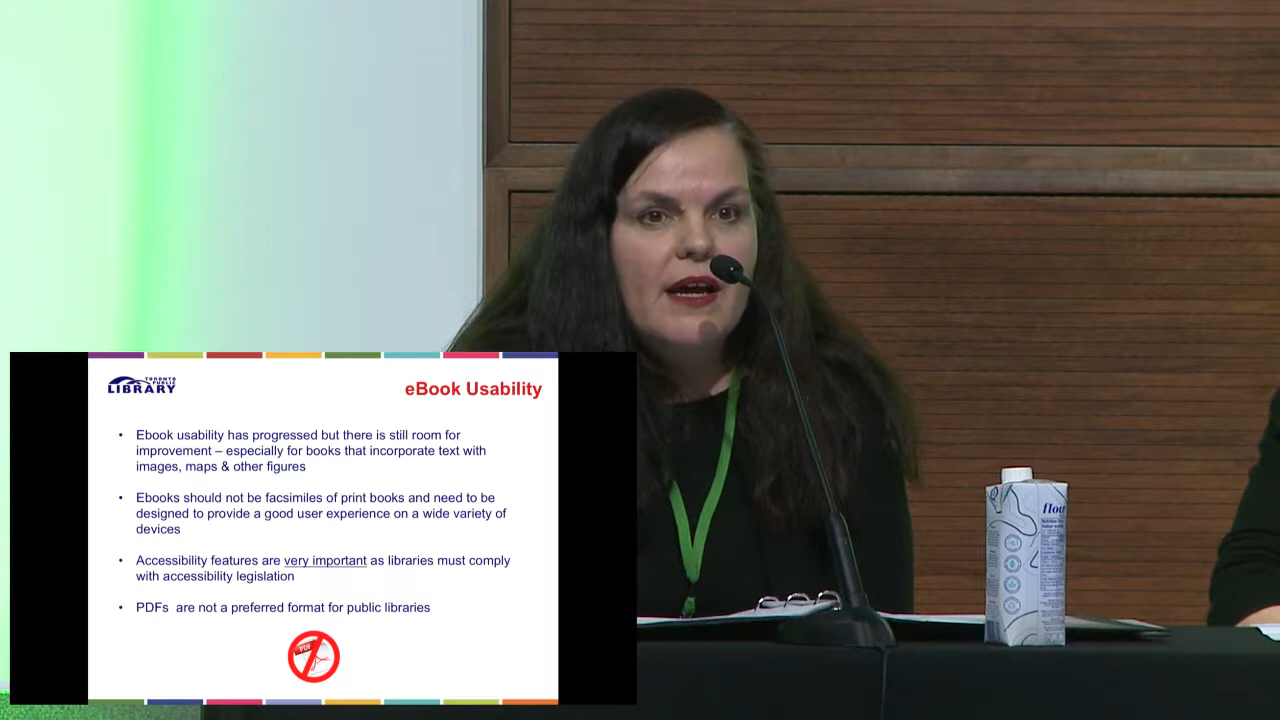 TORONTO
PUBLIC
LIBRARY
eBook Usability
• Ebook usability has progressed but there is still room for
improvement – especially for books that incorporate text with
images, maps & other figures
• Ebooks should not be facsimiles of print books and need to be
designed to provide a good user experience on a wide variety of
devices
• Accessibility features are very important as libraries must comply
with accessibility legislation
• PDFs are not a preferred format for public libraries
PDF